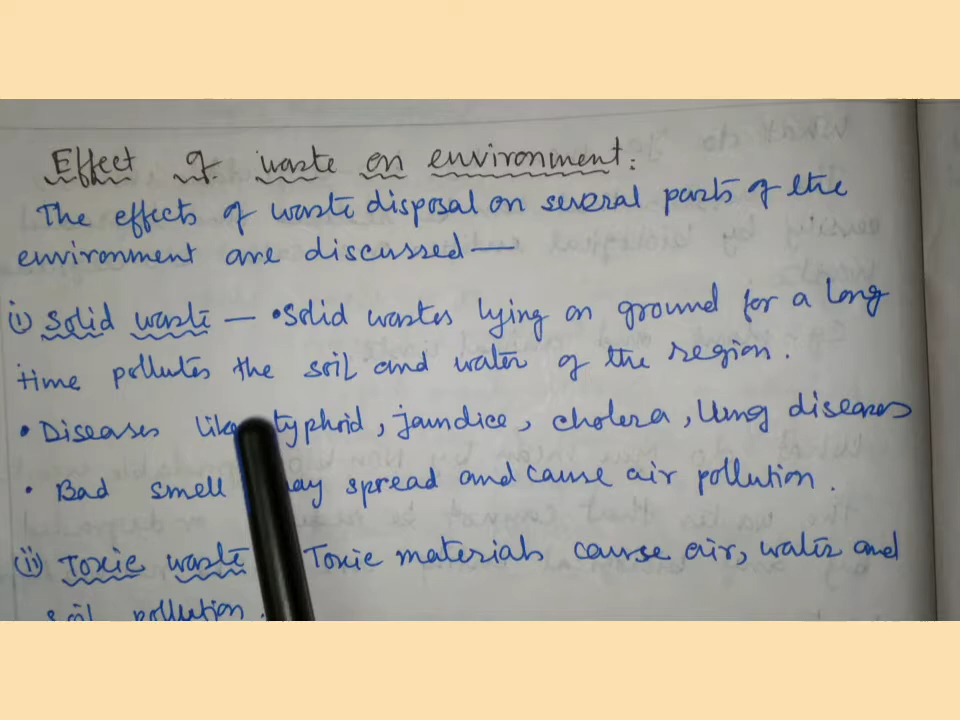 Effect of waste on environment:
The effects of waste disposal on several parts of the
environment are discussed —
(i) Solid waste — • Solid wastes lying on ground for a long
time pollutes the soil and water of the region.
• Diseases like typhoid, jaundice, cholera, lung diseases
• Bad smell may spread and cause air pollution.
(ii) Toxic waste Toxic materials cause air, water and
soil pollution.